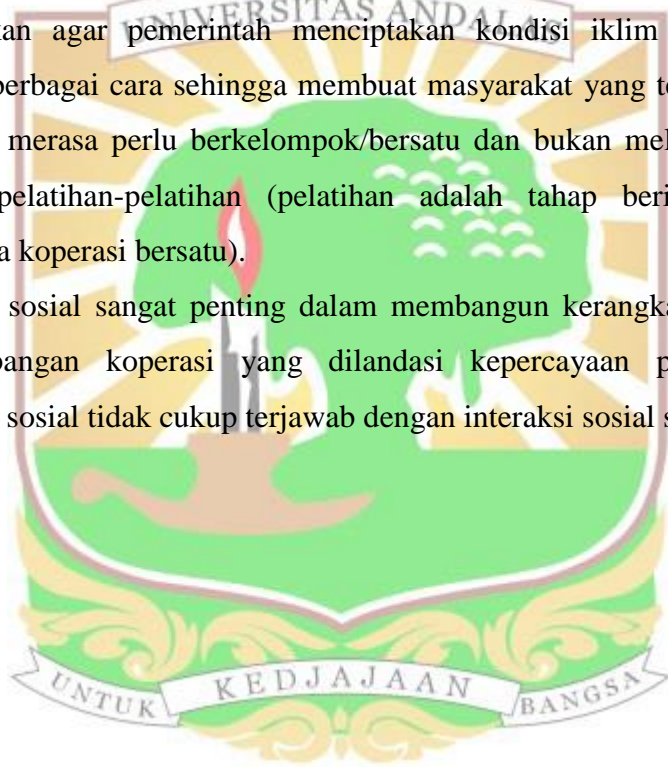 UNIVERSITAS ANDALAS
kan agar pemerintah menciptakan kondisi iklim
berbagai cara sehingga membuat masyarakat yang te
merasa perlu berkelompok/bersatu dan bukan mel
pelatihan-pelatihan (pelatihan adalah tahap beri
a koperasi bersatu).
sosial sangat penting dalam membangun kerangka
bangan koperasi yang dilandasi kepercayaan p
sosial tidak cukup terjawab dengan interaksi sosial s
UNTUK KEDJAJAAN BANGSA